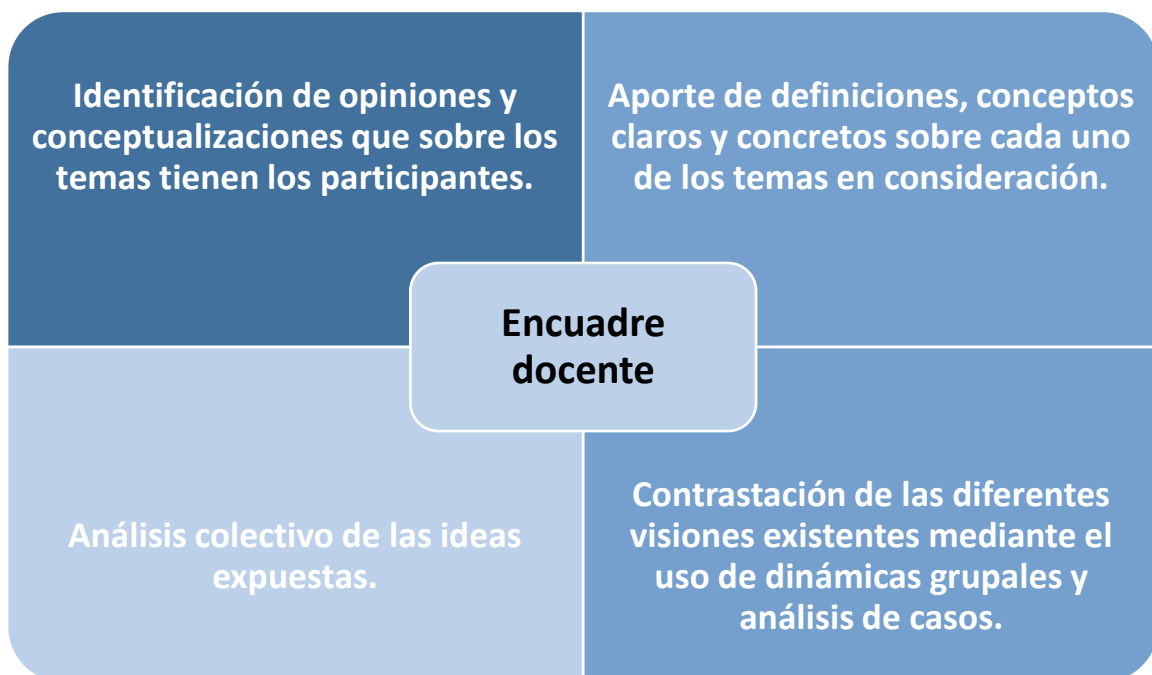 Identificación de opiniones y
conceptualizaciones que sobre los
temas tienen los participantes.
Aporte de definiciones, conceptos
claros y concretos sobre cada uno
de los temas en consideración.
Encuadre
docente
Análisis colectivo de las ideas
expuestas.
Contrastación de las diferentes
visiones existentes mediante el
uso de dinámicas grupales y
análisis de casos.